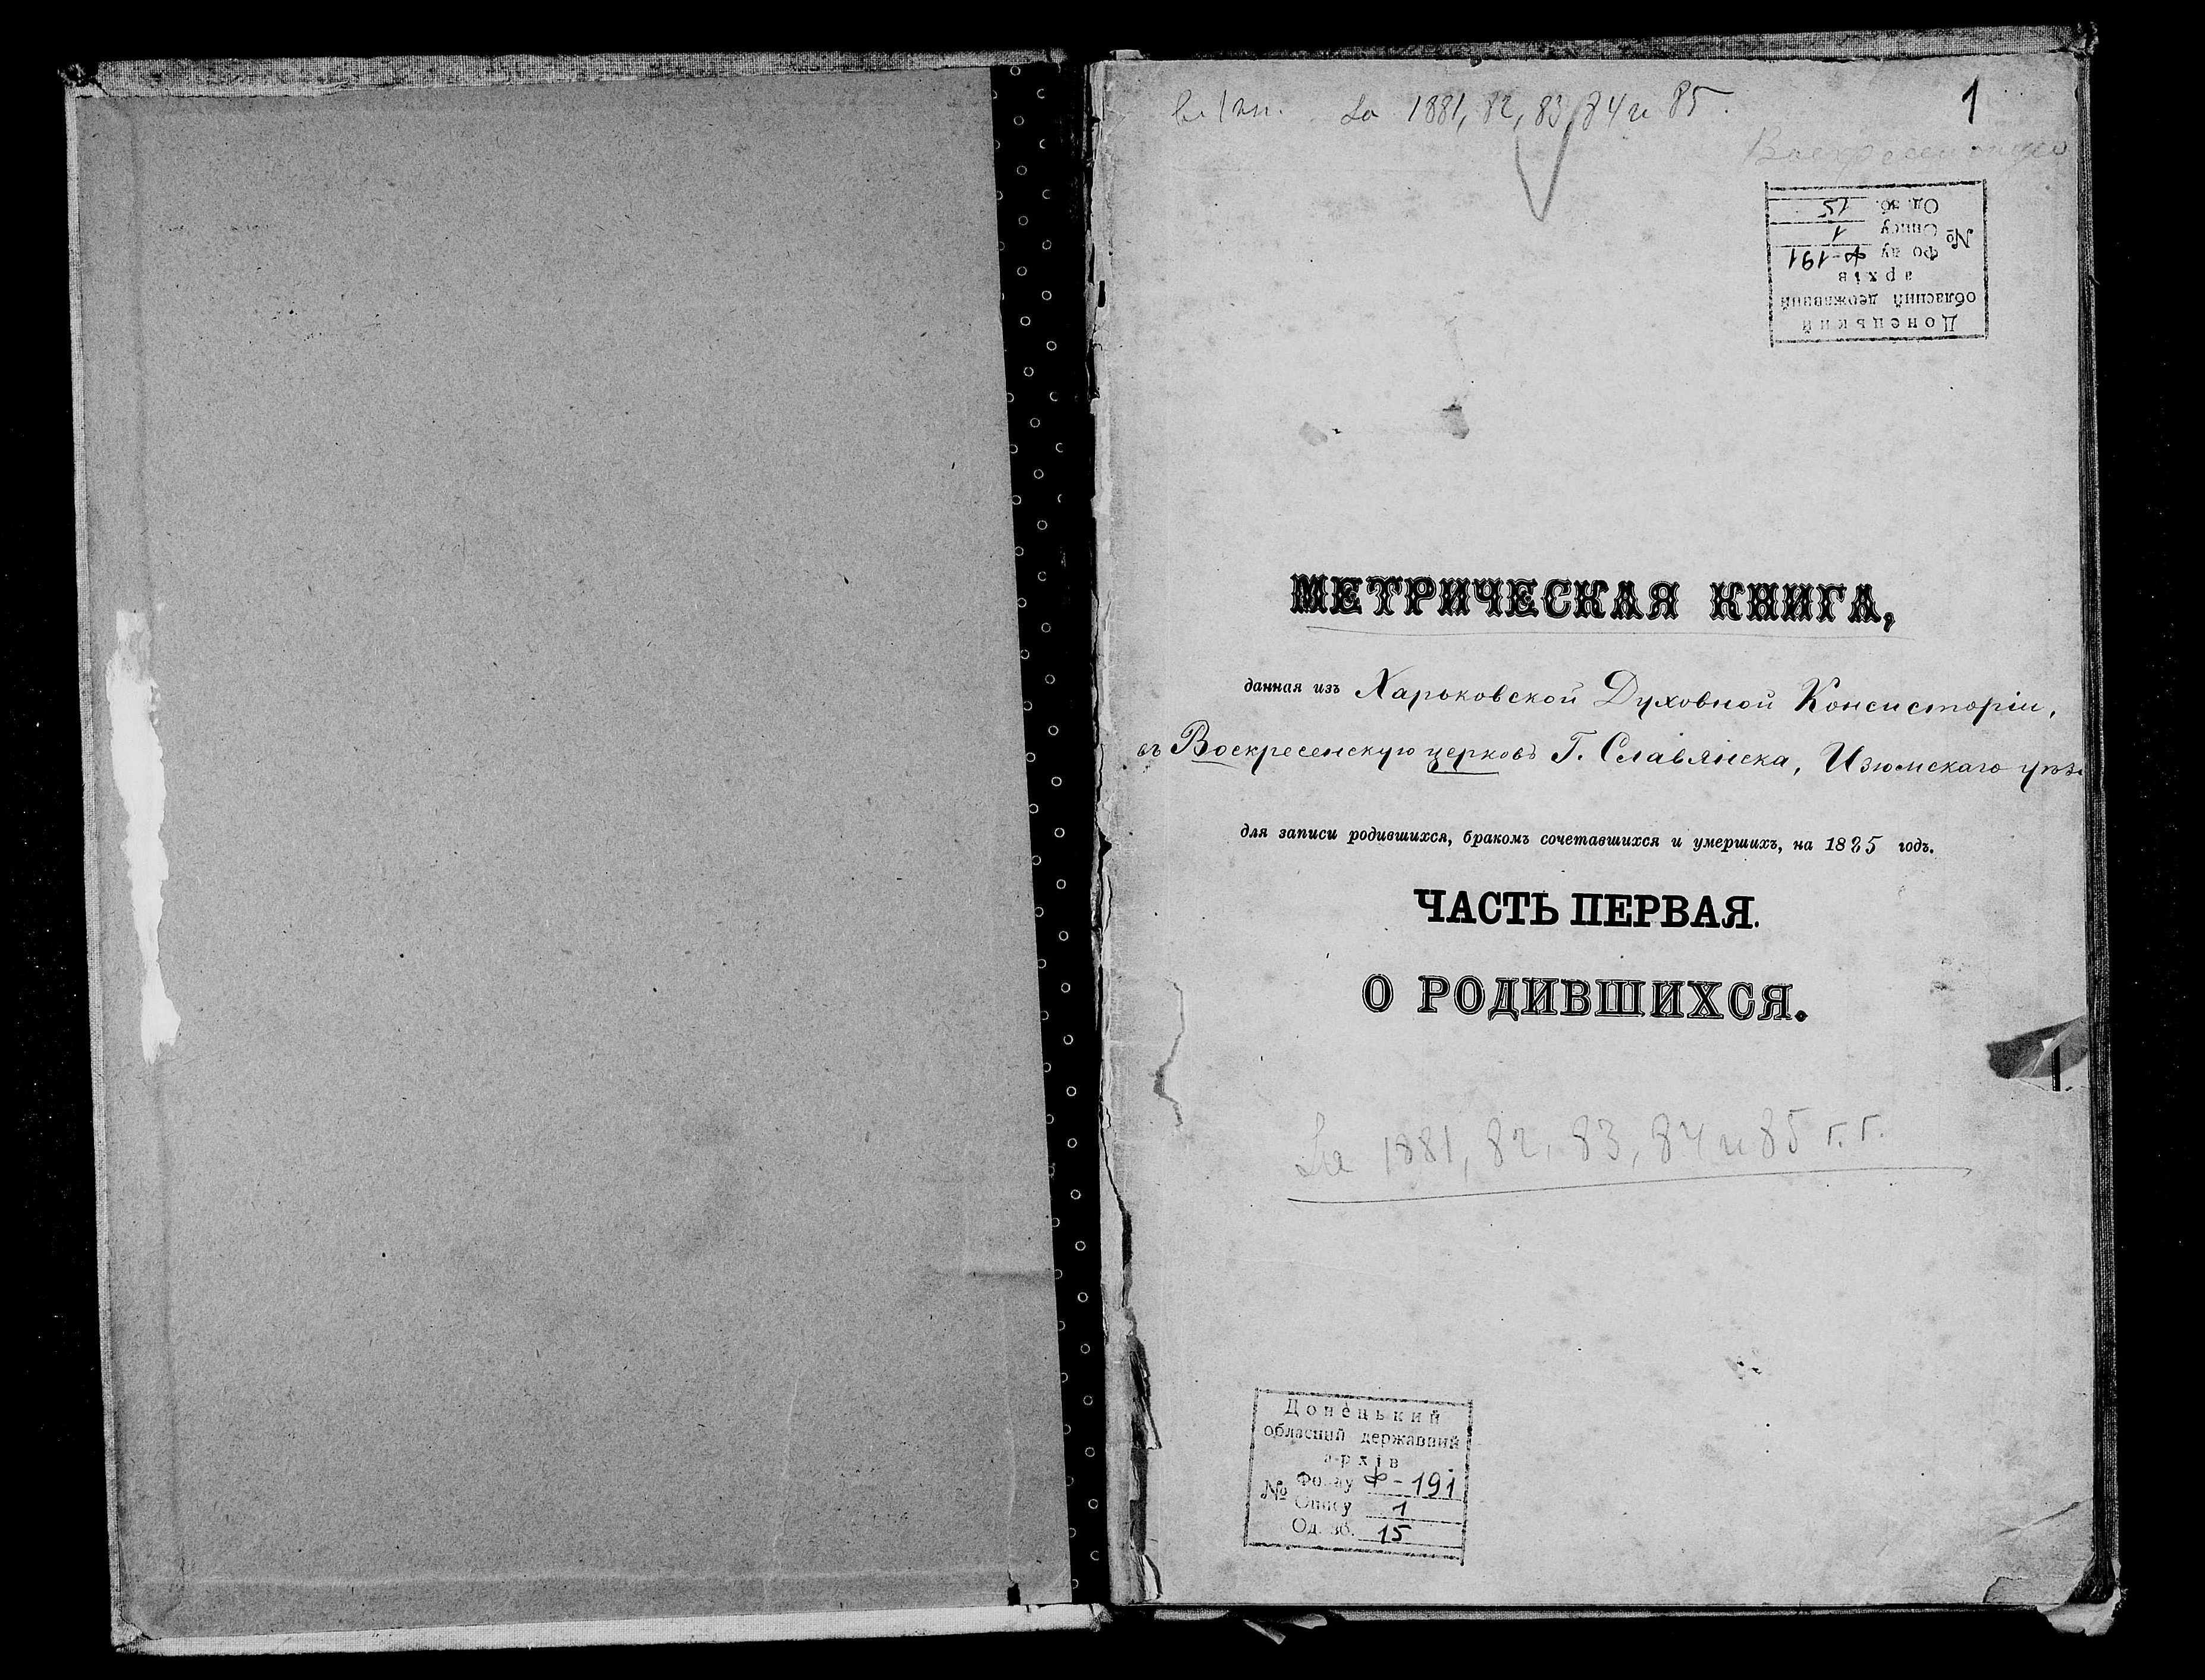 За 1881, 82, 83, 84 и 85.
1
Донецький
обласний державний
архів
№ Фонду Ф-191
Опису 1
Од. зб. 15
МЕТРИЧЕСКАЯ КНИГА,
данная изъ Харьковской Духовной Консисторіи,
въ Воскресенскую церковь Г. Славянска, Изюмскаго уѣз
для записи родившихся, бракомъ сочетавшихся и умершихъ, на 1885 годъ.
ЧАСТЬ ПЕРВАЯ.
О РОДИВШИХСЯ.
За 1881, 82, 83, 84 и 85 г.г.
Донецький
обласний державний
архів
№ Фонду Ф-191
Опису 1
Од. зб. 15